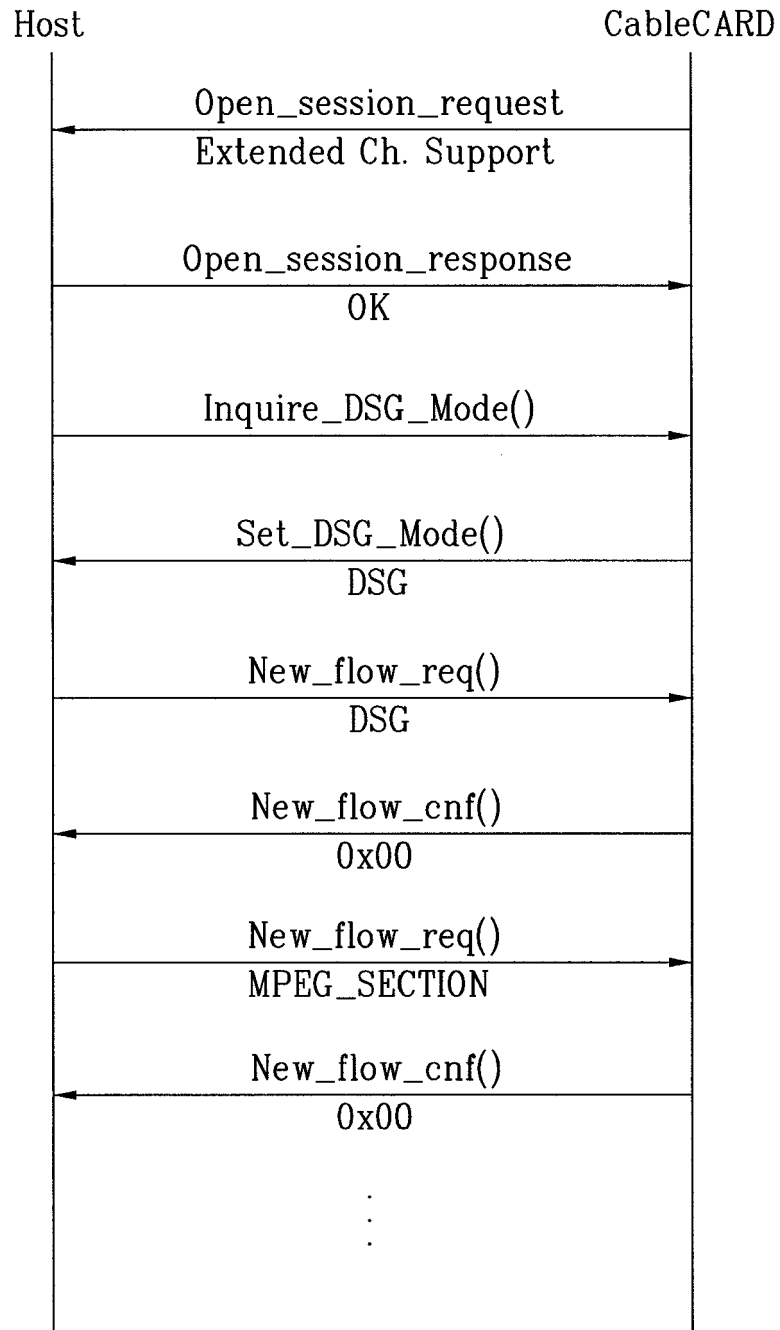 Host
CableCARD
Open_session_request
Extended Ch. Support
Open_session_response
OK
Inquire_DSG_Mode()
Set_DSG_Mode()
DSG
New_flow_req()
DSG
New_flow_cnf()
0x00
New_flow_req()
MPEG_SECTION
New_flow_cnf()
0x00